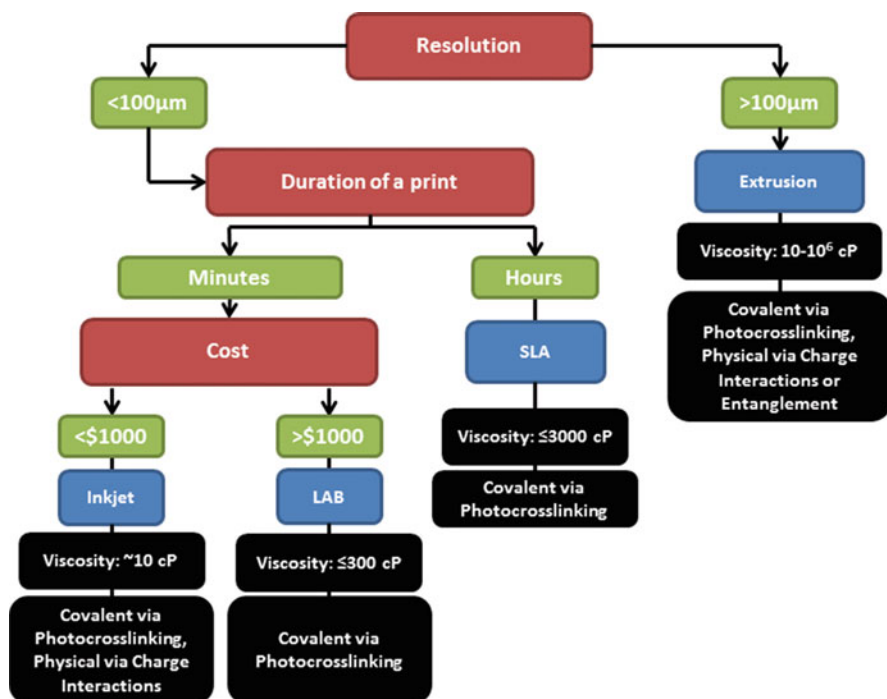 Resolution
<100µm
>100µm
Duration of a print
Extrusion
Viscosity: 10-10⁶ cP
Minutes
Hours
Covalent via
Photocrosslinking,
Physical via Charge
Interactions or
Entanglement
Cost
SLA
<$1000
>$1000
Viscosity: ≤3000 cP
Inkjet
LAB
Covalent via
Photocrosslinking
Viscosity: ~10 cP
Viscosity: ≤300 cP
Covalent via
Photocrosslinking,
Physical via Charge
Interactions
Covalent via
Photocrosslinking